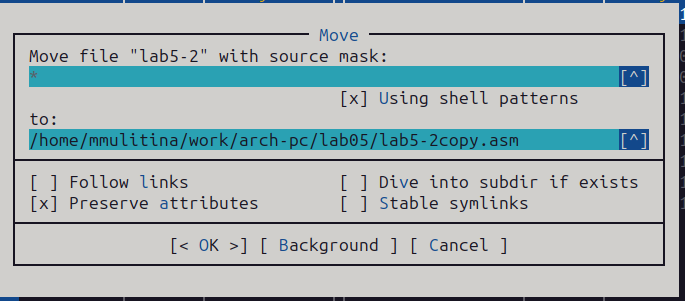 Move
Move file "lab5-2" with source mask:
* [^]
[x] Using shell patterns
to:
/home/mmulitina/work/arch-pc/lab05/lab5-2copy.asm [^]
[ ] Follow links [ ] Dive into subdir if exists
[x] Preserve attributes [ ] Stable symlinks
[< OK >] [ Background ] [ Cancel ]